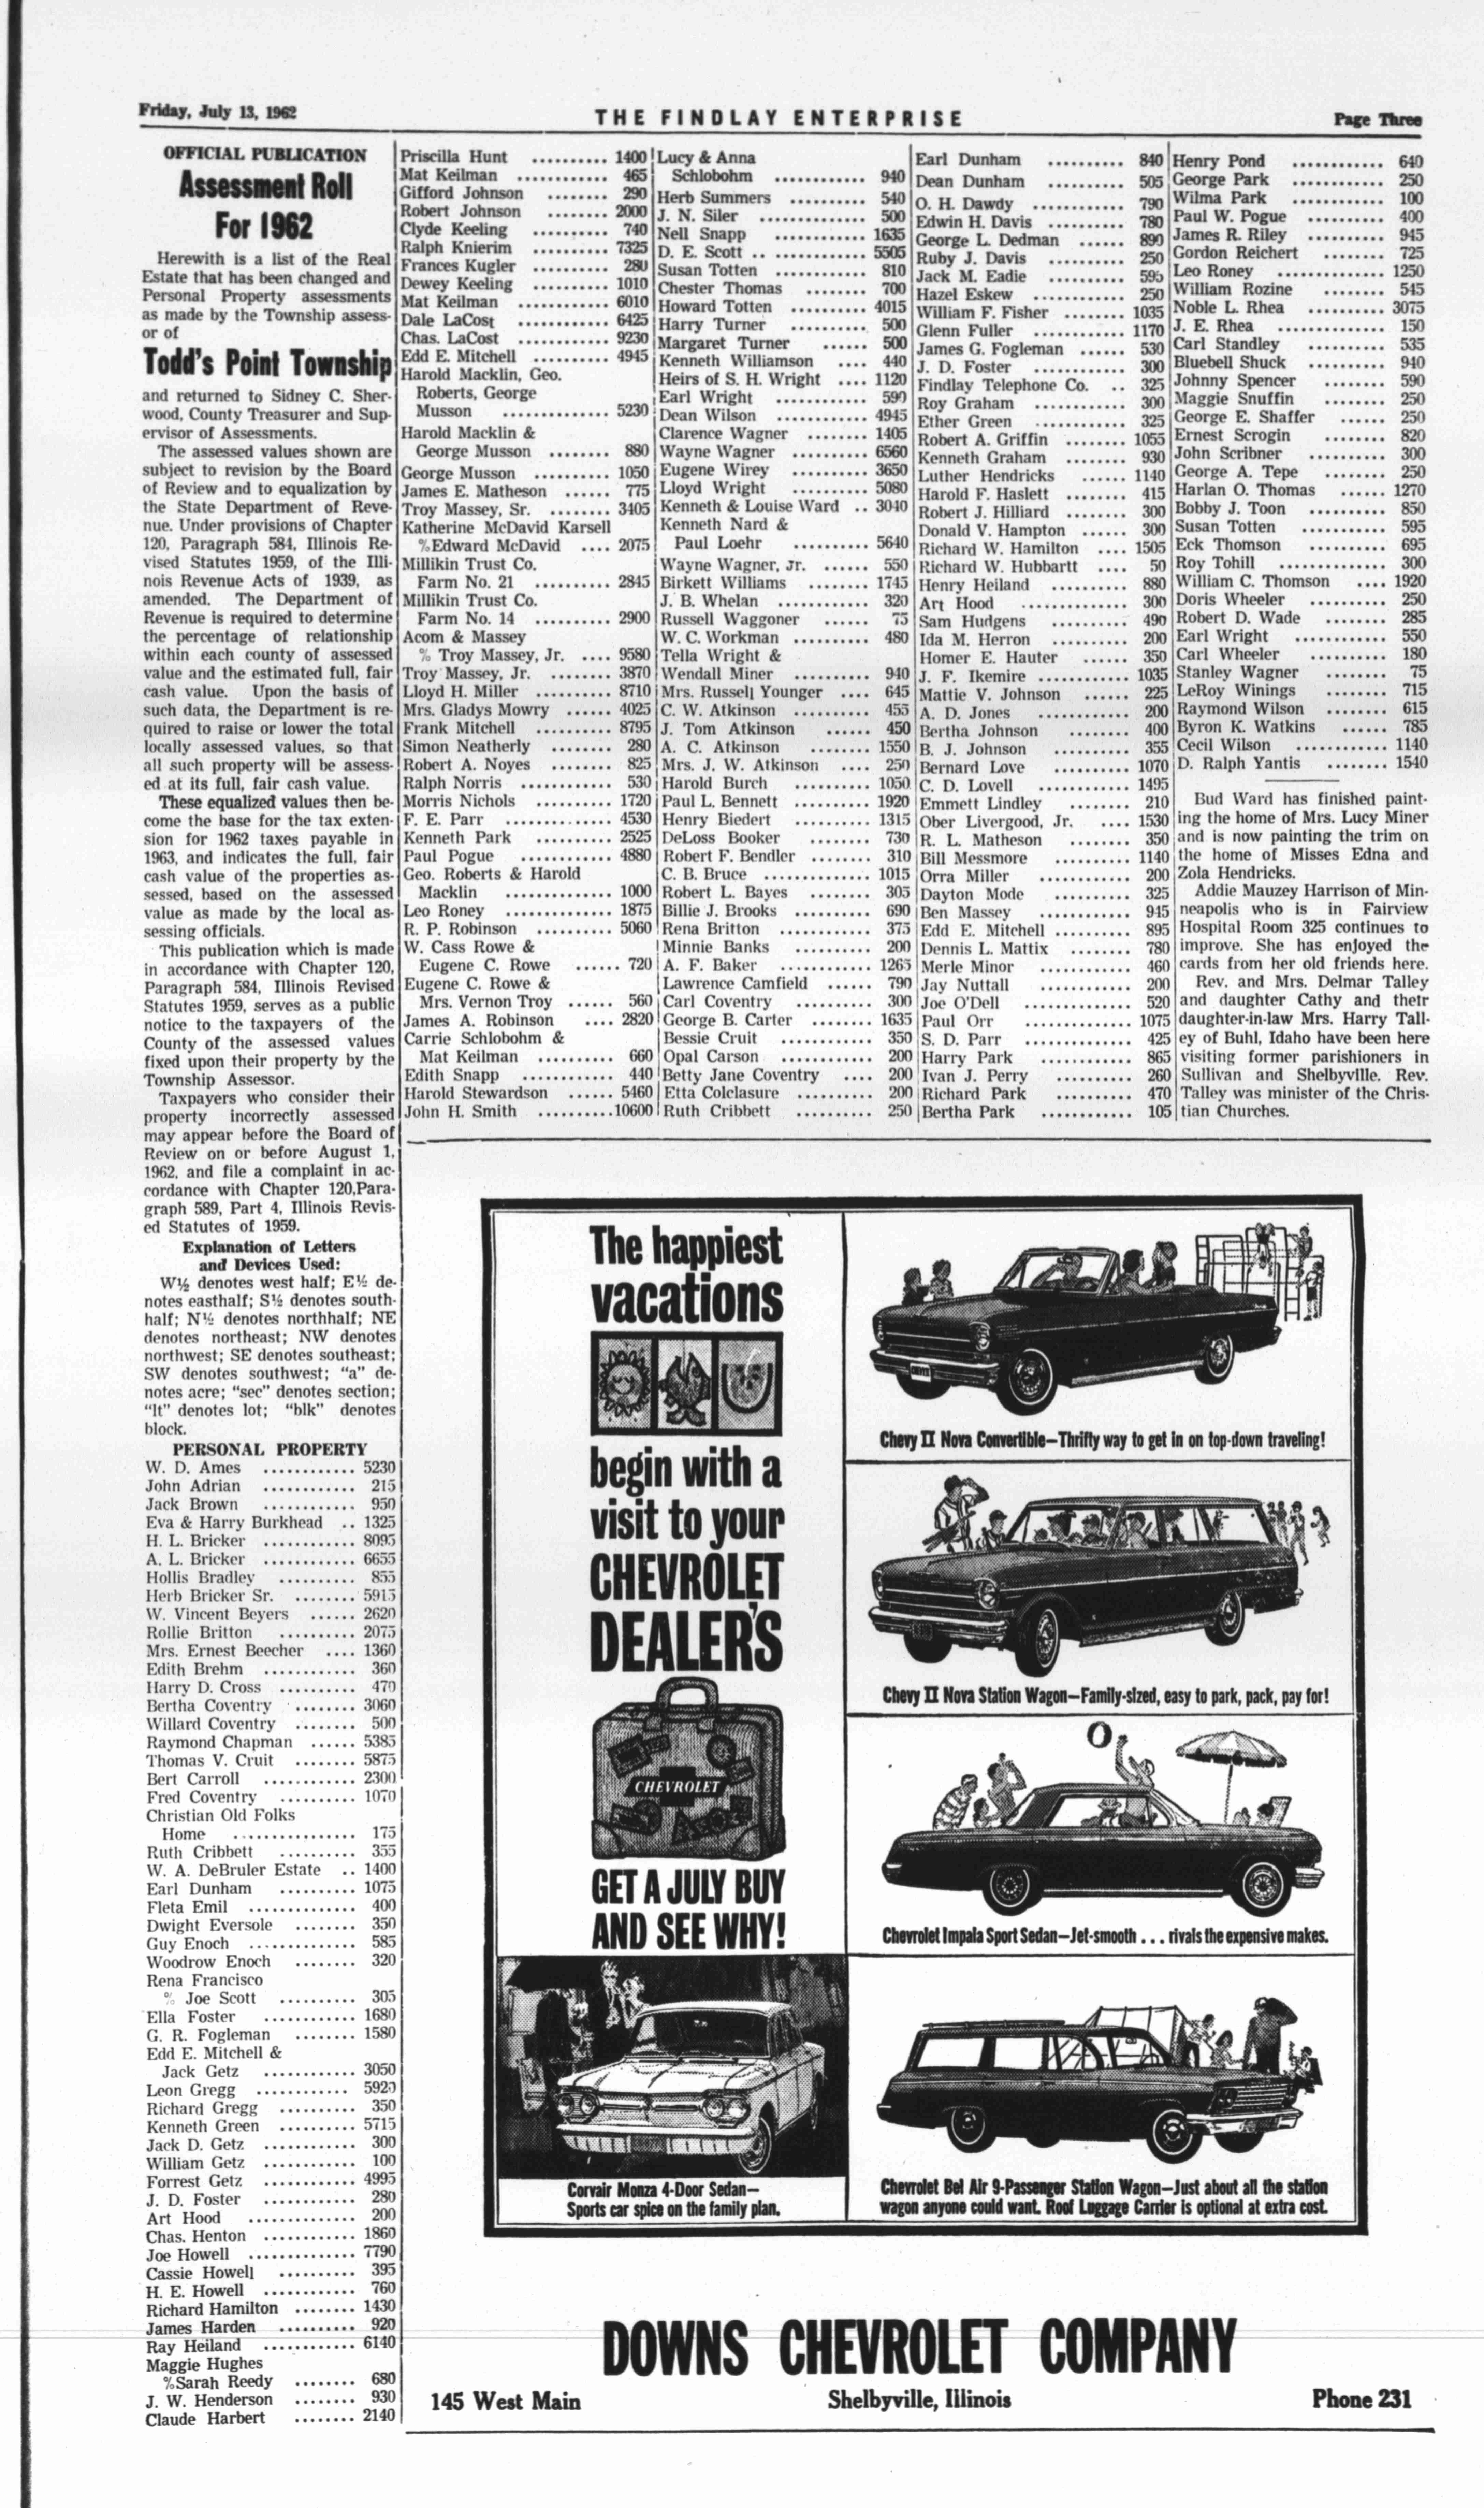 Friday, July 13, 1962
THE FINDLAY ENTERPRISE
Page Three
OFFICIAL PUBLICATION
Assessment Roll
For 1962
Herewith is a list of the Real
Estate that has been changed and
Personal Property assessments
as made by the Township assess-
or of
Todd's Point Township
and returned to Sidney C. Sher-
wood, County Treasurer and Sup-
ervisor of Assessments.
The assessed values shown are
subject to revision by the Board
of Review and to equalization by
the State Department of Reve-
nue. Under provisions of Chapter
120, Paragraph 584, Illinois Re-
vised Statutes 1959, of the Illi-
nois Revenue Acts of 1939, as
amended. The Department of
Revenue is required to determine
the percentage of relationship
within each county of assessed
value and the estimated full, fair
cash value. Upon the basis of
such data, the Department is re-
quired to raise or lower the total
locally assessed values, so that
all such property will be assess-
ed at its full, fair cash value.
These equalized values then be-
come the base for the tax exten-
sion for 1962 taxes payable in
1963, and indicates the full, fair
cash value of the properties as-
sessed, based on the assessed
value as made by the local as-
sessing officials.
This publication which is made
in accordance with Chapter 120,
Paragraph 584, Illinois Revised
Statutes 1959, serves as a public
notice to the taxpayers of the
County of the assessed values
fixed upon their property by the
Township Assessor.
Taxpayers who consider their
property incorrectly assessed
may appear before the Board of
Review on or before August 1,
1962, and file a complaint in ac-
cordance with Chapter 120,Para-
graph 589, Part 4, Illinois Revis-
ed Statutes of 1959.
Explanation of Letters
and Devices Used:
W½ denotes west half; E½ de-
notes easthalf; S½ denotes south-
half; N½ denotes northhalf; NE
denotes northeast; NW denotes
northwest; SE denotes southeast;
SW denotes southwest; "a" de-
notes acre; "sec" denotes section;
"lt" denotes lot; "blk" denotes
block.
PERSONAL PROPERTY
W. D. Ames ............ 5230
John Adrian ............ 215
Jack Brown ............ 950
Eva & Harry Burkhead .. 1325
H. L. Bricker ............ 8095
A. L. Bricker ............ 6655
Hollis Bradley .......... 855
Herb Bricker Sr. ........ 5915
W. Vincent Beyers ...... 2620
Rollie Britton .......... 2075
Mrs. Ernest Beecher .... 1360
Edith Brehm ............ 360
Harry D. Cross .......... 470
Bertha Coventry ........ 3060
Willard Coventry ........ 500
Raymond Chapman ...... 5385
Thomas V. Cruit ........ 5875
Bert Carroll ............ 2300
Fred Coventry .......... 1070
Christian Old Folks
Home ................ 175
Ruth Cribbett .......... 355
W. A. DeBruler Estate .. 1400
Earl Dunham .......... 1075
Fleta Emil .............. 400
Dwight Eversole ........ 350
Guy Enoch .............. 585
Woodrow Enoch ........ 320
Rena Francisco
% Joe Scott .......... 305
Ella Foster ............ 1680
G. R. Fogleman ........ 1580
Edd E. Mitchell &
Jack Getz ............ 3050
Leon Gregg ............ 5920
Richard Gregg .......... 350
Kenneth Green .......... 5715
Jack D. Getz ............ 300
William Getz ............ 100
Forrest Getz ............ 4995
J. D. Foster ............ 280
Art Hood .............. 200
Chas. Henton ............ 1860
Joe Howell .............. 7790
Cassie Howell .......... 395
H. E. Howell ............ 760
Richard Hamilton ........ 1430
James Harden .......... 920
Ray Heiland ............ 6140
Maggie Hughes
%Sarah Reedy ........ 680
J. W. Henderson ........ 930
Claude Harbert ........ 2140
Priscilla Hunt .......... 1400
Mat Keilman ............ 465
Gifford Johnson ........ 290
Robert Johnson ........ 2000
Clyde Keeling .......... 740
Ralph Knierim .......... 7325
Frances Kugler .......... 280
Dewey Keeling .......... 1010
Mat Keilman ............ 6010
Dale LaCost ............ 6425
Chas. LaCost ............ 9230
Edd E. Mitchell .......... 4945
Harold Macklin, Geo.
Roberts, George
Musson .............. 5230
Harold Macklin &
George Musson ........ 880
George Musson .......... 1050
James E. Matheson ...... 775
Troy Massey, Sr. ........ 3405
Katherine McDavid Karsell
%Edward McDavid .... 2075
Millikin Trust Co.
Farm No. 21 .......... 2845
Millikin Trust Co.
Farm No. 14 .......... 2900
Acom & Massey
% Troy Massey, Jr. .... 9580
Troy Massey, Jr. ........ 3870
Lloyd H. Miller .......... 8710
Mrs. Gladys Mowry ...... 4025
Frank Mitchell .......... 8795
Simon Neatherly ........ 280
Robert A. Noyes ........ 825
Ralph Norris ............ 530
Morris Nichols .......... 1720
F. E. Parr .............. 4530
Kenneth Park .......... 2525
Paul Pogue ............ 4880
Geo. Roberts & Harold
Macklin .............. 1000
Leo Roney .............. 1875
R. P. Robinson .......... 5060
W. Cass Rowe &
Eugene C. Rowe ...... 720
Eugene C. Rowe &
Mrs. Vernon Troy ...... 560
James A. Robinson .... 2820
Carrie Schlobohm &
Mat Keilman .......... 660
Edith Snapp ............ 440
Harold Stewardson ...... 5460
John H. Smith ..........10600
Lucy & Anna
Schlobohm ............ 940
Herb Summers .......... 540
J. N. Siler .............. 500
Nell Snapp ............ 1635
D. E. Scott .. ............ 5505
Susan Totten ............ 810
Chester Thomas ........ 700
Howard Totten .......... 4015
Harry Turner .......... 500
Margaret Turner ...... 500
Kenneth Williamson .... 440
Heirs of S. H. Wright .... 1120
Earl Wright ............ 590
Dean Wilson ............ 4945
Clarence Wagner ........ 1405
Wayne Wagner .......... 6560
Eugene Wirey .......... 3650
Lloyd Wright .......... 5080
Kenneth & Louise Ward .. 3040
Kenneth Nard &
Paul Loehr .......... 5640
Wayne Wagner, Jr. ...... 550
Birkett Williams ........ 1745
J. B. Whelan ............ 320
Russell Waggoner ...... 75
W. C. Workman .......... 480
Tella Wright &
Wendall Miner .......... 940
Mrs. Russell Younger .... 645
C. W. Atkinson .......... 455
J. Tom Atkinson ...... 450
A. C. Atkinson ........ 1550
Mrs. J. W. Atkinson .... 250
Harold Burch .......... 1050
Paul L. Bennett .......... 1920
Henry Biedert .......... 1315
DeLoss Booker ........ 730
Robert F. Bendler ........ 310
C. B. Bruce .............. 1015
Robert L. Bayes ........ 305
Billie J. Brooks .......... 690
Rena Britton ............ 375
Minnie Banks .......... 200
A. F. Baker ............ 1265
Lawrence Camfield ...... 790
Carl Coventry .......... 300
George B. Carter ........ 1635
Bessie Cruit ............ 350
Opal Carson ............ 200
Betty Jane Coventry .... 200
Etta Colclasure .......... 200
Ruth Cribbett .......... 250
Earl Dunham .......... 840
Dean Dunham .......... 505
O. H. Dawdy ............ 790
Edwin H. Davis .......... 780
George L. Dedman ...... 890
Ruby J. Davis .......... 250
Jack M. Eadie .......... 595
Hazel Eskew ............ 250
William F. Fisher ........ 1035
Glenn Fuller ............ 1170
James G. Fogleman ...... 530
J. D. Foster ............ 300
Findlay Telephone Co. .. 325
Roy Graham ............ 300
Ether Green ............ 325
Robert A. Griffin ........ 1055
Kenneth Graham ........ 930
Luther Hendricks ...... 1140
Harold F. Haslett ........ 415
Robert J. Hilliard ........ 300
Donald V. Hampton ...... 300
Richard W. Hamilton .... 1505
Richard W. Hubbartt .... 50
Henry Heiland .......... 880
Art Hood .............. 300
Sam Hudgens .......... 490
Ida M. Herron .......... 200
Homer E. Hauter ...... 350
J. F. Ikemire ............ 1035
Mattie V. Johnson ...... 225
A. D. Jones ............ 200
Bertha Johnson ........ 400
B. J. Johnson .......... 355
Bernard Love .......... 1070
C. D. Lovell ............ 1495
Emmett Lindley ........ 210
Ober Livergood, Jr. .... 1530
R. L. Matheson ........ 350
Bill Messmore .......... 1140
Orra Miller ............ 200
Dayton Mode .......... 325
Ben Massey ............ 945
Edd E. Mitchell .......... 895
Dennis L. Mattix ........ 780
Merle Minor ............ 460
Jay Nuttall ............ 200
Joe O'Dell .............. 520
Paul Orr .............. 1075
S. D. Parr .............. 425
Harry Park ............ 865
Ivan J. Perry .......... 260
Richard Park .......... 470
Bertha Park ............ 105
Henry Pond ............ 640
George Park ............ 250
Wilma Park ............ 100
Paul W. Pogue .......... 400
James R. Riley .......... 945
Gordon Reichert ........ 725
Leo Roney .............. 1250
William Rozine ........ 545
Noble L. Rhea .......... 3075
J. E. Rhea .............. 150
Carl Standley .......... 535
Bluebell Shuck .......... 940
Johnny Spencer ........ 590
Maggie Snuffin ........ 250
George E. Shaffer ...... 250
Ernest Scrogin ........ 820
John Scribner .......... 300
George A. Tepe ........ 250
Harlan O. Thomas ...... 1270
Bobby J. Toon .......... 850
Susan Totten ............ 595
Eck Thomson .......... 695
Roy Tohill .............. 300
William C. Thomson .... 1920
Doris Wheeler .......... 250
Robert D. Wade ........ 285
Earl Wright ............ 550
Carl Wheeler .......... 180
Stanley Wagner ........ 75
LeRoy Winings ........ 715
Raymond Wilson ........ 615
Byron K. Watkins ...... 785
Cecil Wilson ............ 1140
D. Ralph Yantis ........ 1540
Bud Ward has finished paint-
ing the home of Mrs. Lucy Miner
and is now painting the trim on
the home of Misses Edna and
Zola Hendricks.
Addie Mauzey Harrison of Min-
neapolis who is in Fairview
Hospital Room 325 continues to
improve. She has enjoyed the
cards from her old friends here.
Rev. and Mrs. Delmar Talley
and daughter Cathy and thetr
daughter-in-law Mrs. Harry Tall-
ey of Buhl, Idaho have been here
visiting former parishioners in
Sullivan and Shelbyville. Rev.
Talley was minister of the Chris-
tian Churches.
The happiest
vacations
begin with a
visit to your
CHEVROLET
DEALER'S
CHEVROLET
GET A JULY BUY
AND SEE WHY!
Chevy II Nova Convertible—Thrifty way to get in on top-down traveling!
Chevy II Nova Station Wagon—Family-sized, easy to park, pack, pay for!
Chevrolet Impala Sport Sedan—Jet-smooth . . . rivals the expensive makes.
Corvair Monza 4-Door Sedan—
Sports car spice on the family plan.
Chevrolet Bel Air 9-Passenger Station Wagon—Just about all the station
wagon anyone could want. Roof Luggage Carrier is optional at extra cost.
DOWNS CHEVROLET COMPANY
145 West Main
Shelbyville, Illinois
Phone 231